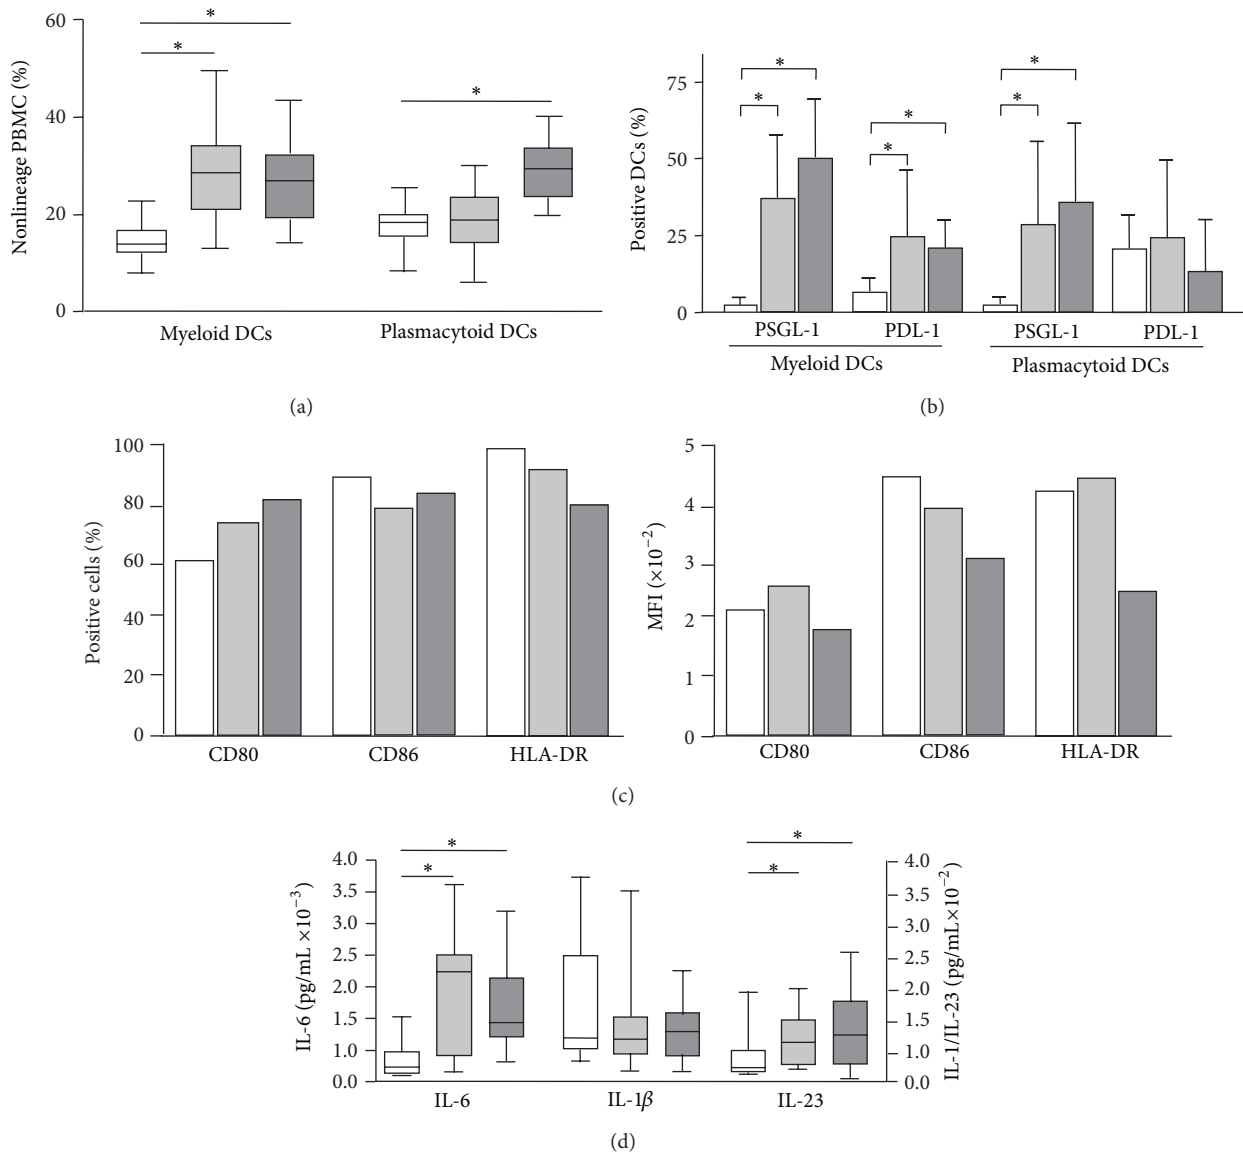 60
40
20
0
Nonlineage PBMC (%)
*
*
*
Myeloid DCs
Plasmacytoid DCs
(a)
75
50
25
0
Positive DCs (%)
*
*
*
*
*
*
PSGL-1
PDL-1
PSGL-1
PDL-1
Myeloid DCs
Plasmacytoid DCs
(b)
100
80
60
40
20
0
Positive cells (%)
CD80
CD86
HLA-DR
5
4
3
2
1
0
MFI (×10−2)
CD80
CD86
HLA-DR
(c)
4.0
3.5
3.0
2.5
2.0
1.5
1.0
0.0
IL-6 (pg/mL ×10−3)
*
*
*
*
IL-6
IL-1β
IL-23
4.0
3.5
4.0
2.5
2.0
1.5
1.0
0.0
IL-1/IL-23 (pg/mL×10−2)
(d)